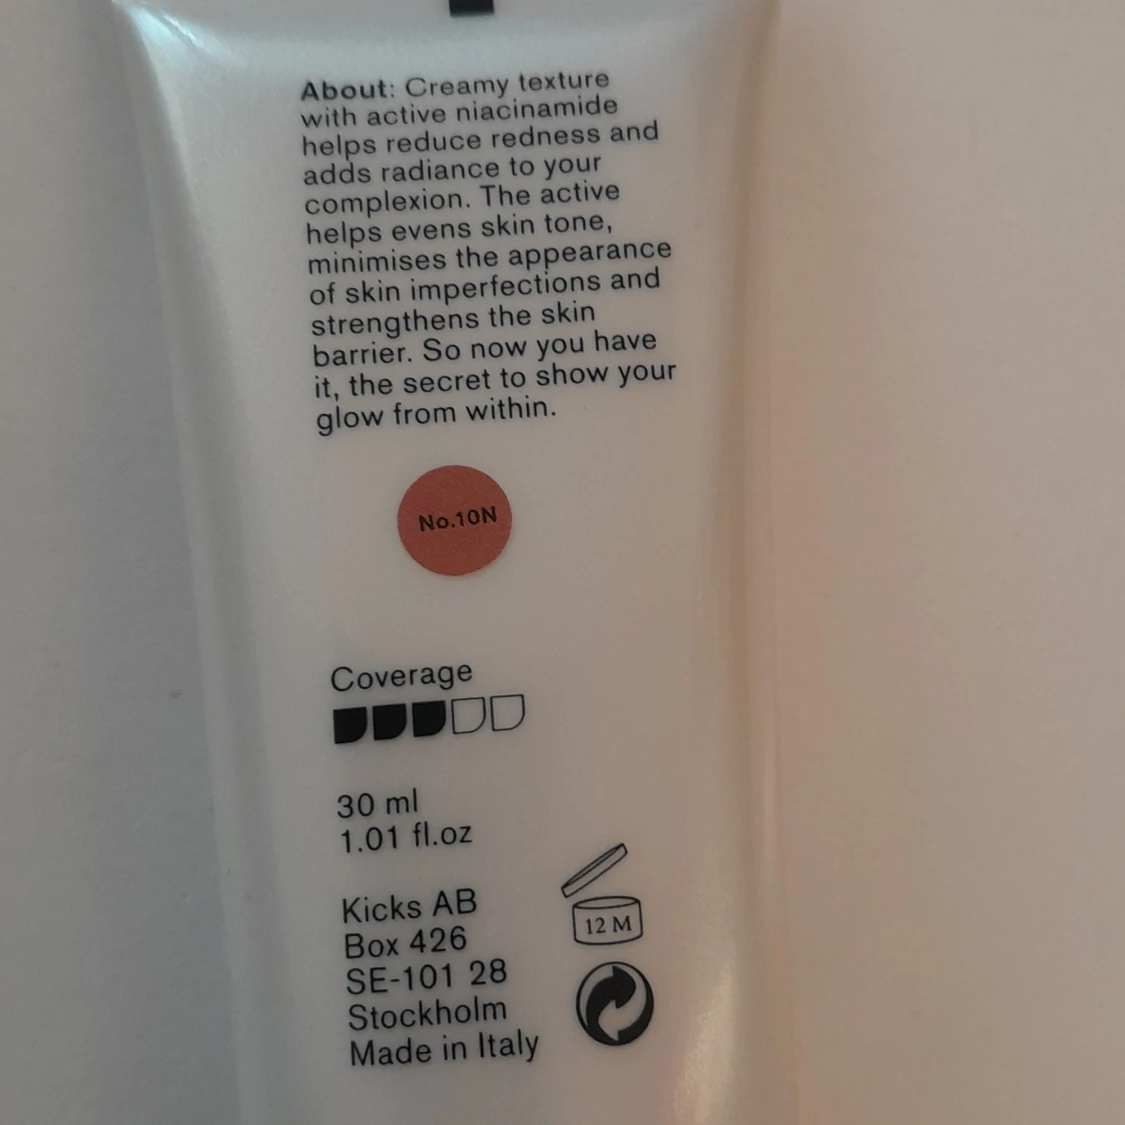 About: Creamy texture
with active niacinamide
helps reduce redness and
adds radiance to your
complexion. The active
helps evens skin tone,
minimises the appearance
of skin imperfections and
strengthens the skin
barrier. So now you have
it, the secret to show your
glow from within.
No.10N
Coverage
30 ml
1.01 fl.oz
Kicks AB
Box 426
SE-101 28
Stockholm
Made in Italy
12 M